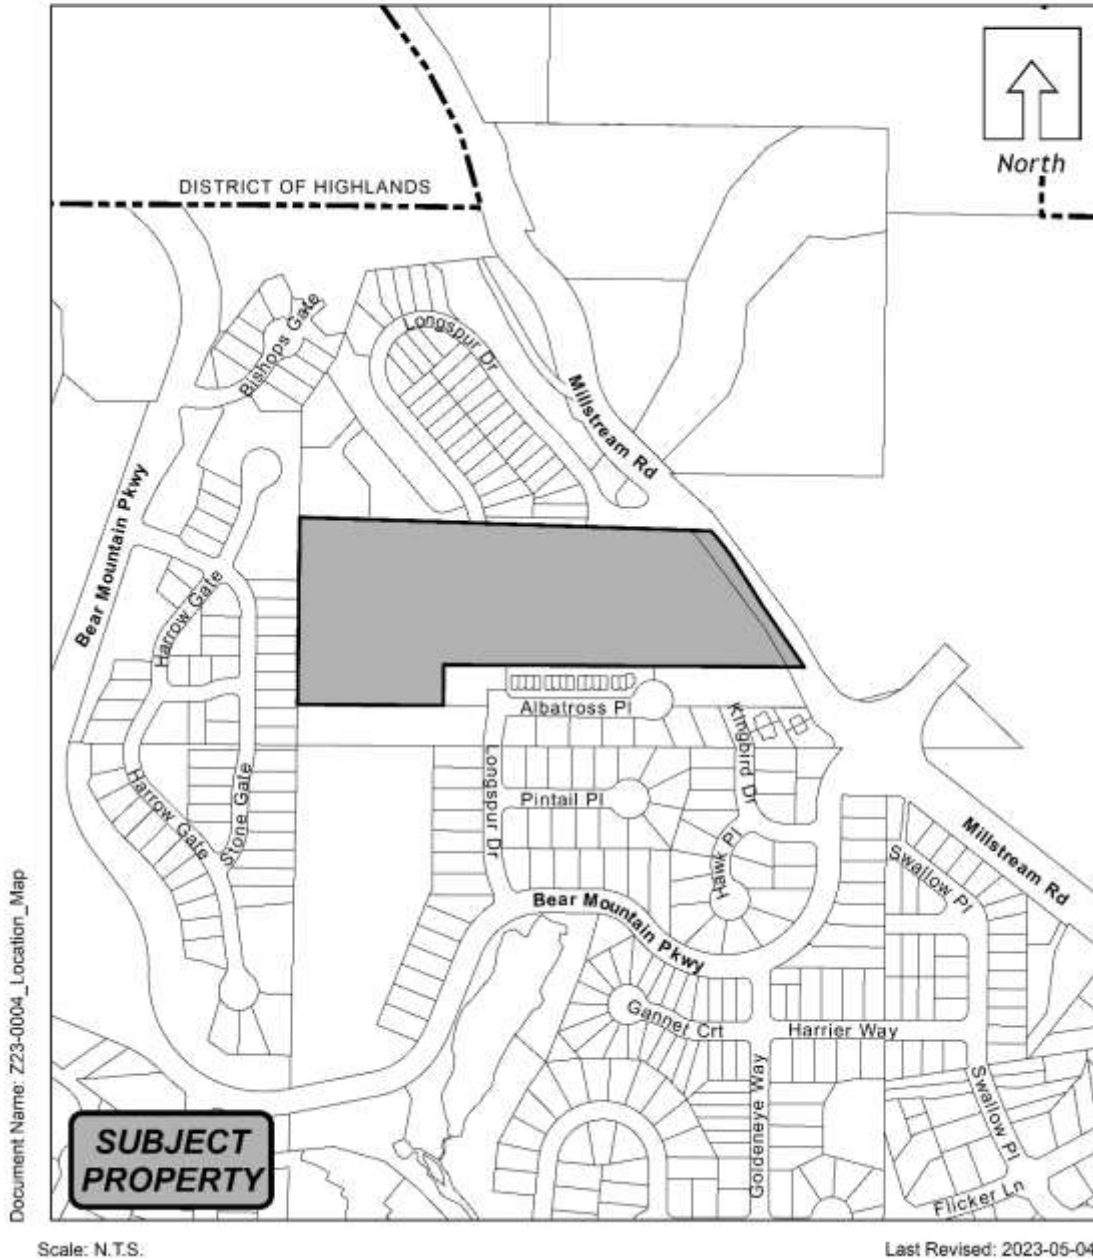 North
DISTRICT OF HIGHLANDS
Bishops Gate
Longspur Dr
Millstream Rd
Bear Mountain Pkwy
Harrow Gate
Albatross Pl
Kingbird Dr
Longspur Dr
Pintail Pl
Harrow Gate
Stone Gate
Hawk Pl
Swallow Pl
Millstream Rd
Bear Mountain Pkwy
Gannet Crt
Harrier Way
Goldeneye Way
Swallow Pl
Flicker Ln
SUBJECT
PROPERTY
Document Name: Z23-0004_Location_Map
Scale: N.T.S.
Last Revised: 2023-05-04